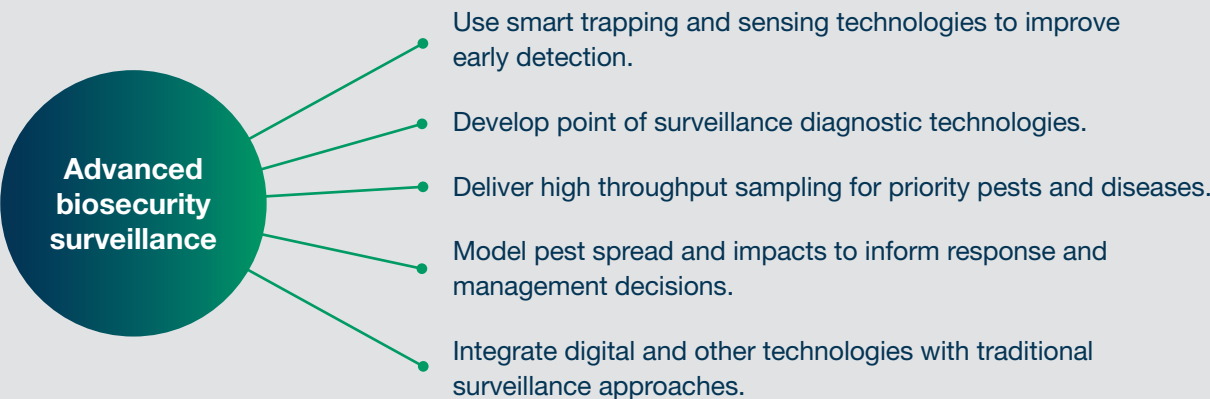 Advanced
biosecurity
surveillance
Use smart trapping and sensing technologies to improve
early detection.
Develop point of surveillance diagnostic technologies.
Deliver high throughput sampling for priority pests and diseases.
Model pest spread and impacts to inform response and
management decisions.
Integrate digital and other technologies with traditional
surveillance approaches.